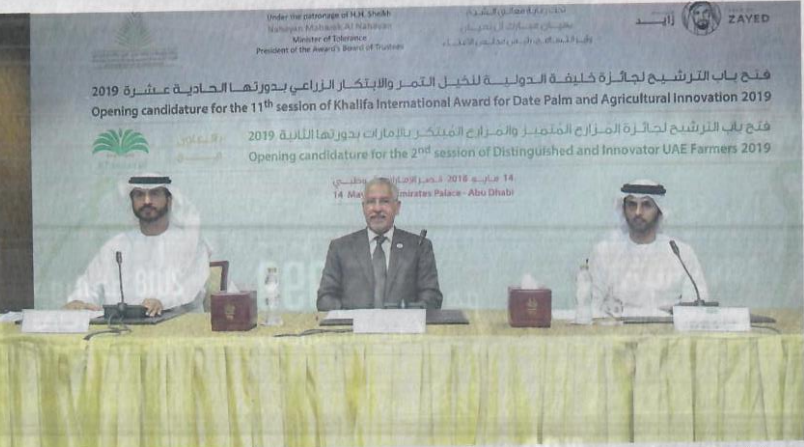 Under the patronage of H.H. Sheikh
Nahayan Mabarak Al Nahayan
Minister of Tolerance
President of the Award's Board of Trustees
زايد
ZAYED
فتح باب الترشيح لجائزة خليفة الدولية لنخيل التمر والابتكار الزراعي بدورتها الحادية عشرة 2019
Opening candidature for the 11th session of Khalifa International Award for Date Palm and Agricultural Innovation 2019
فتح باب الترشيح لجائزة المزارع المتميز والمزارع المبتكر بالإمارات بدورتها الثانية 2019
Opening candidature for the 2nd session of Distinguished and Innovator UAE Farmers 2019
14 مايو 2018 قصر الإمارات
14 May Emirates Palace - Abu Dhabi